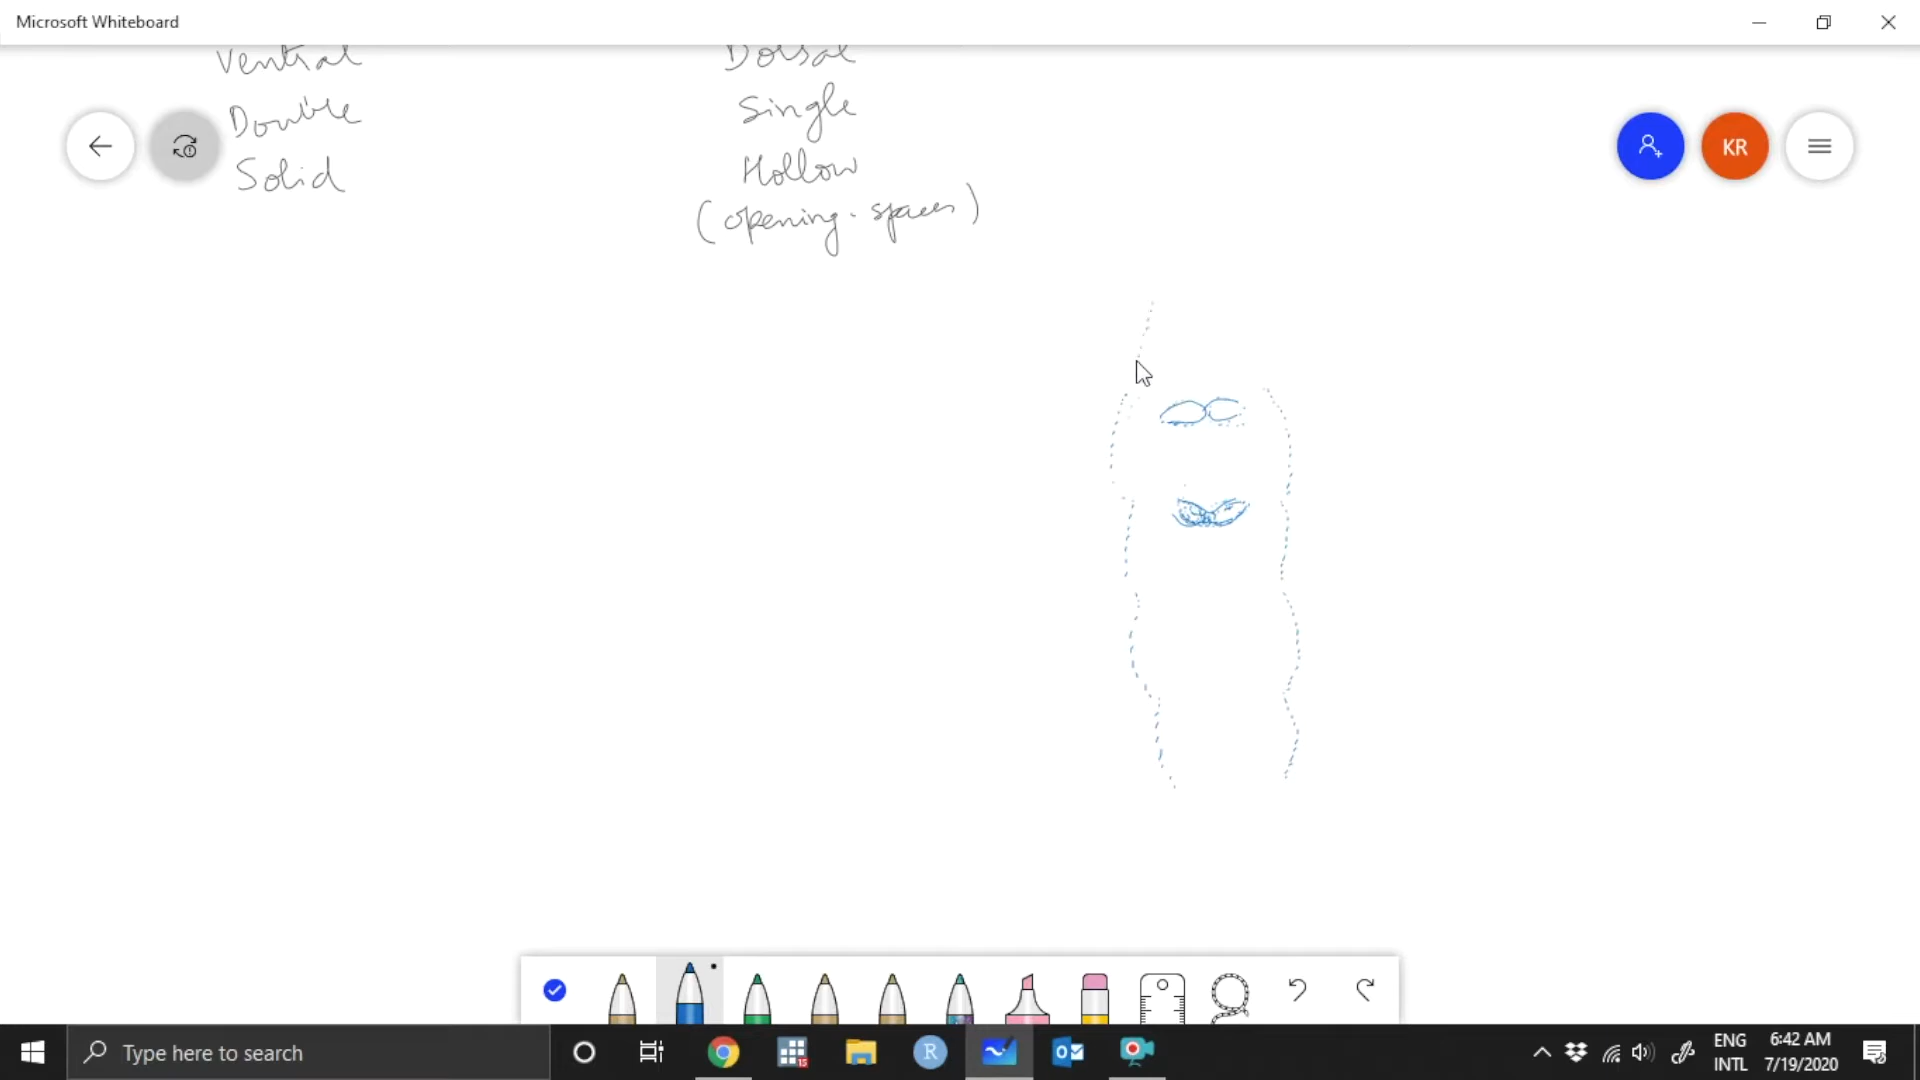 Microsoft Whiteboard
Ventral Dorsal
Double Single
Solid Hollow
(opening. spaces)
KR
15
R
Type here to search
ENG
INTL
6:42 AM
7/19/2020